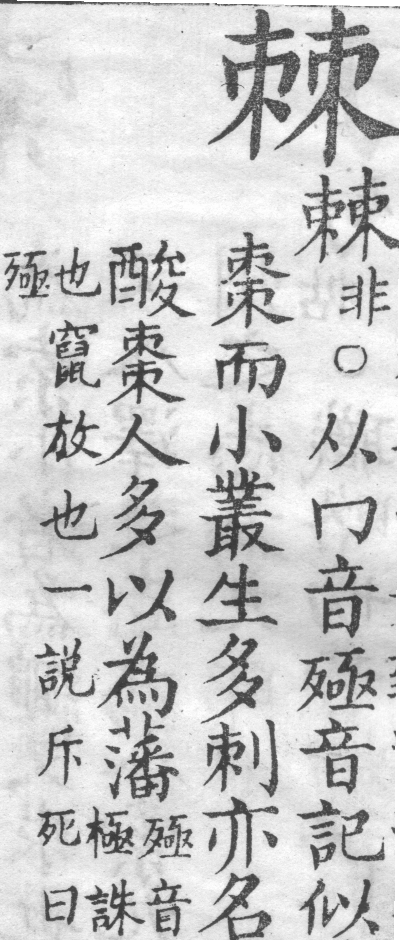 棘
棘非○从冂音殛音記似
棗而小叢生多刺亦名
酸棗人多以為藩殛音
極誅
也竄放也一說斥死曰
殛